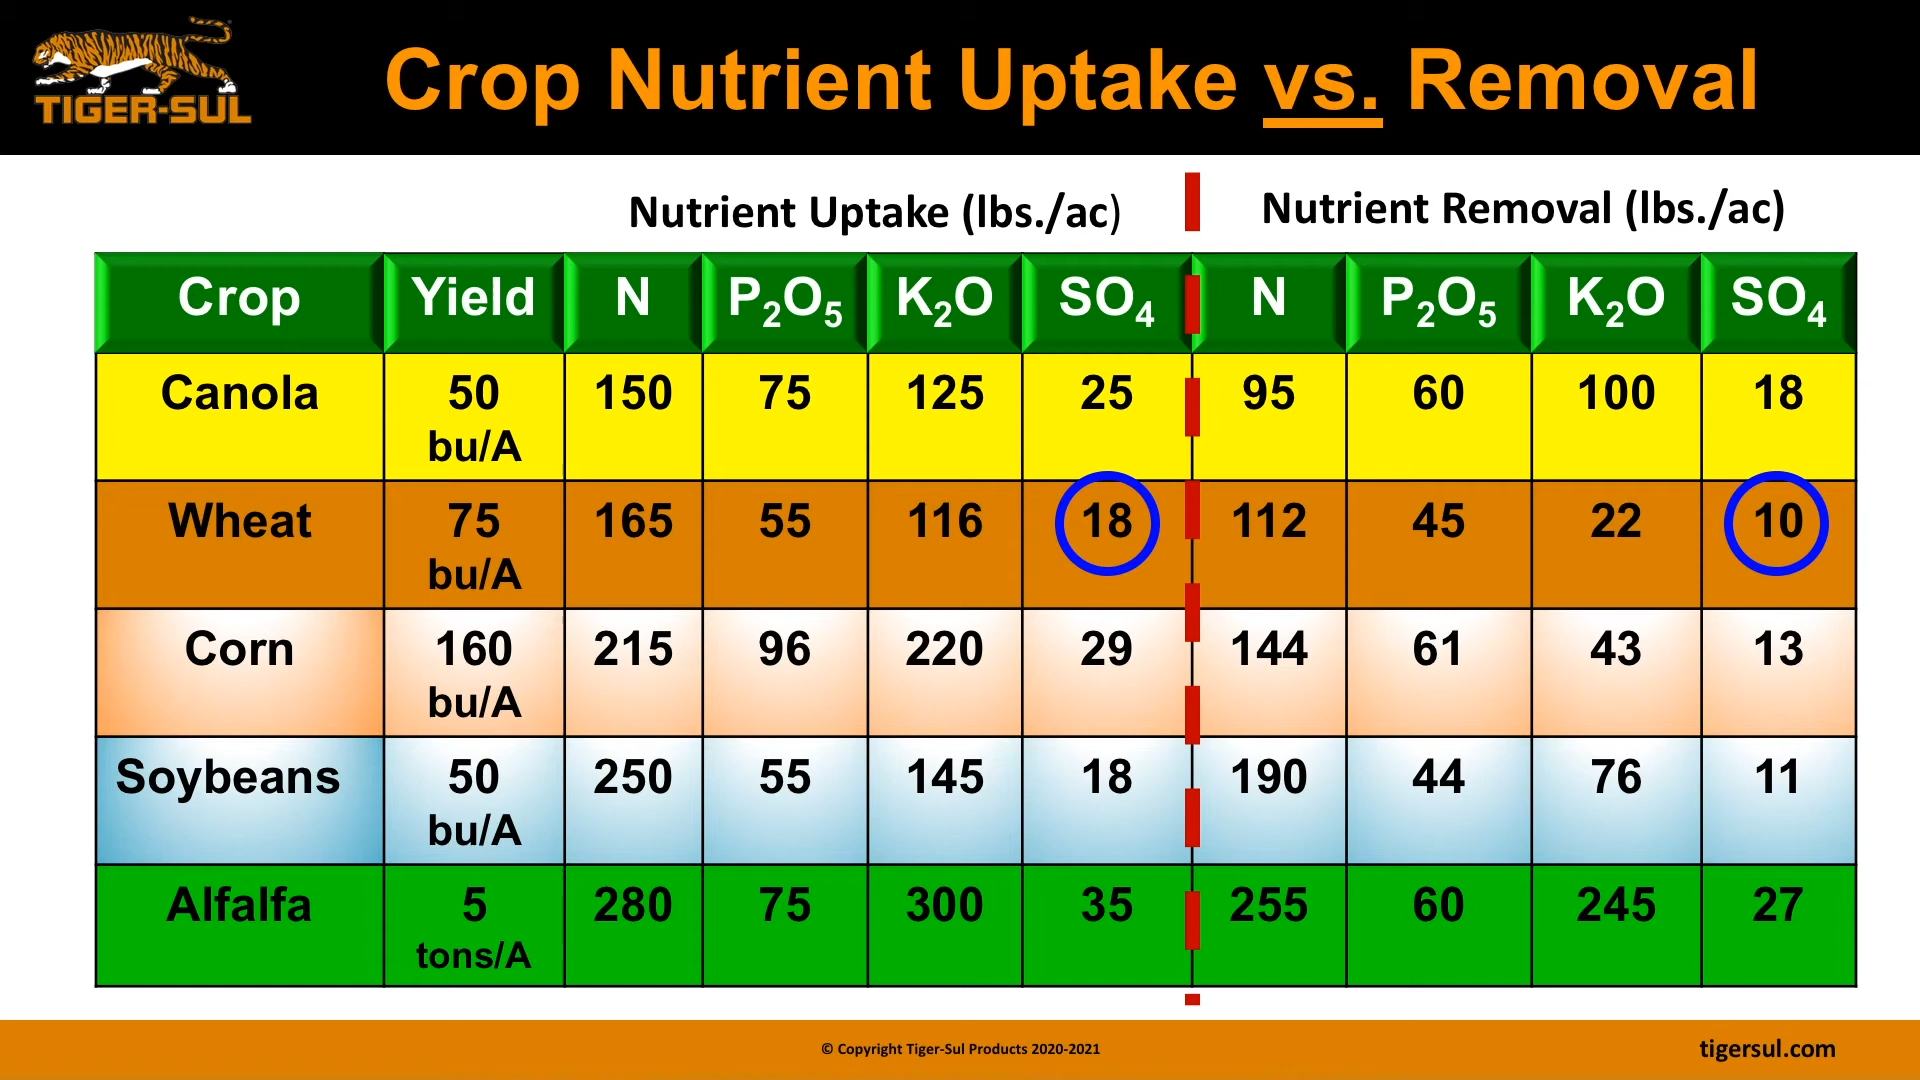 TIGER-SUL
Crop Nutrient Uptake vs. Removal
Nutrient Uptake (lbs./ac) Nutrient Removal (lbs./ac)
Crop Yield N P₂O₅ K₂O SO₄ N P₂O₅ K₂O SO₄
Canola 50 bu/A 150 75 125 25 95 60 100 18
Wheat 75 bu/A 165 55 116 18 112 45 22 10
Corn 160 bu/A 215 96 220 29 144 61 43 13
Soybeans 50 bu/A 250 55 145 18 190 44 76 11
Alfalfa 5 tons/A 280 75 300 35 255 60 245 27
© Copyright Tiger-Sul Products 2020-2021
tigersul.com